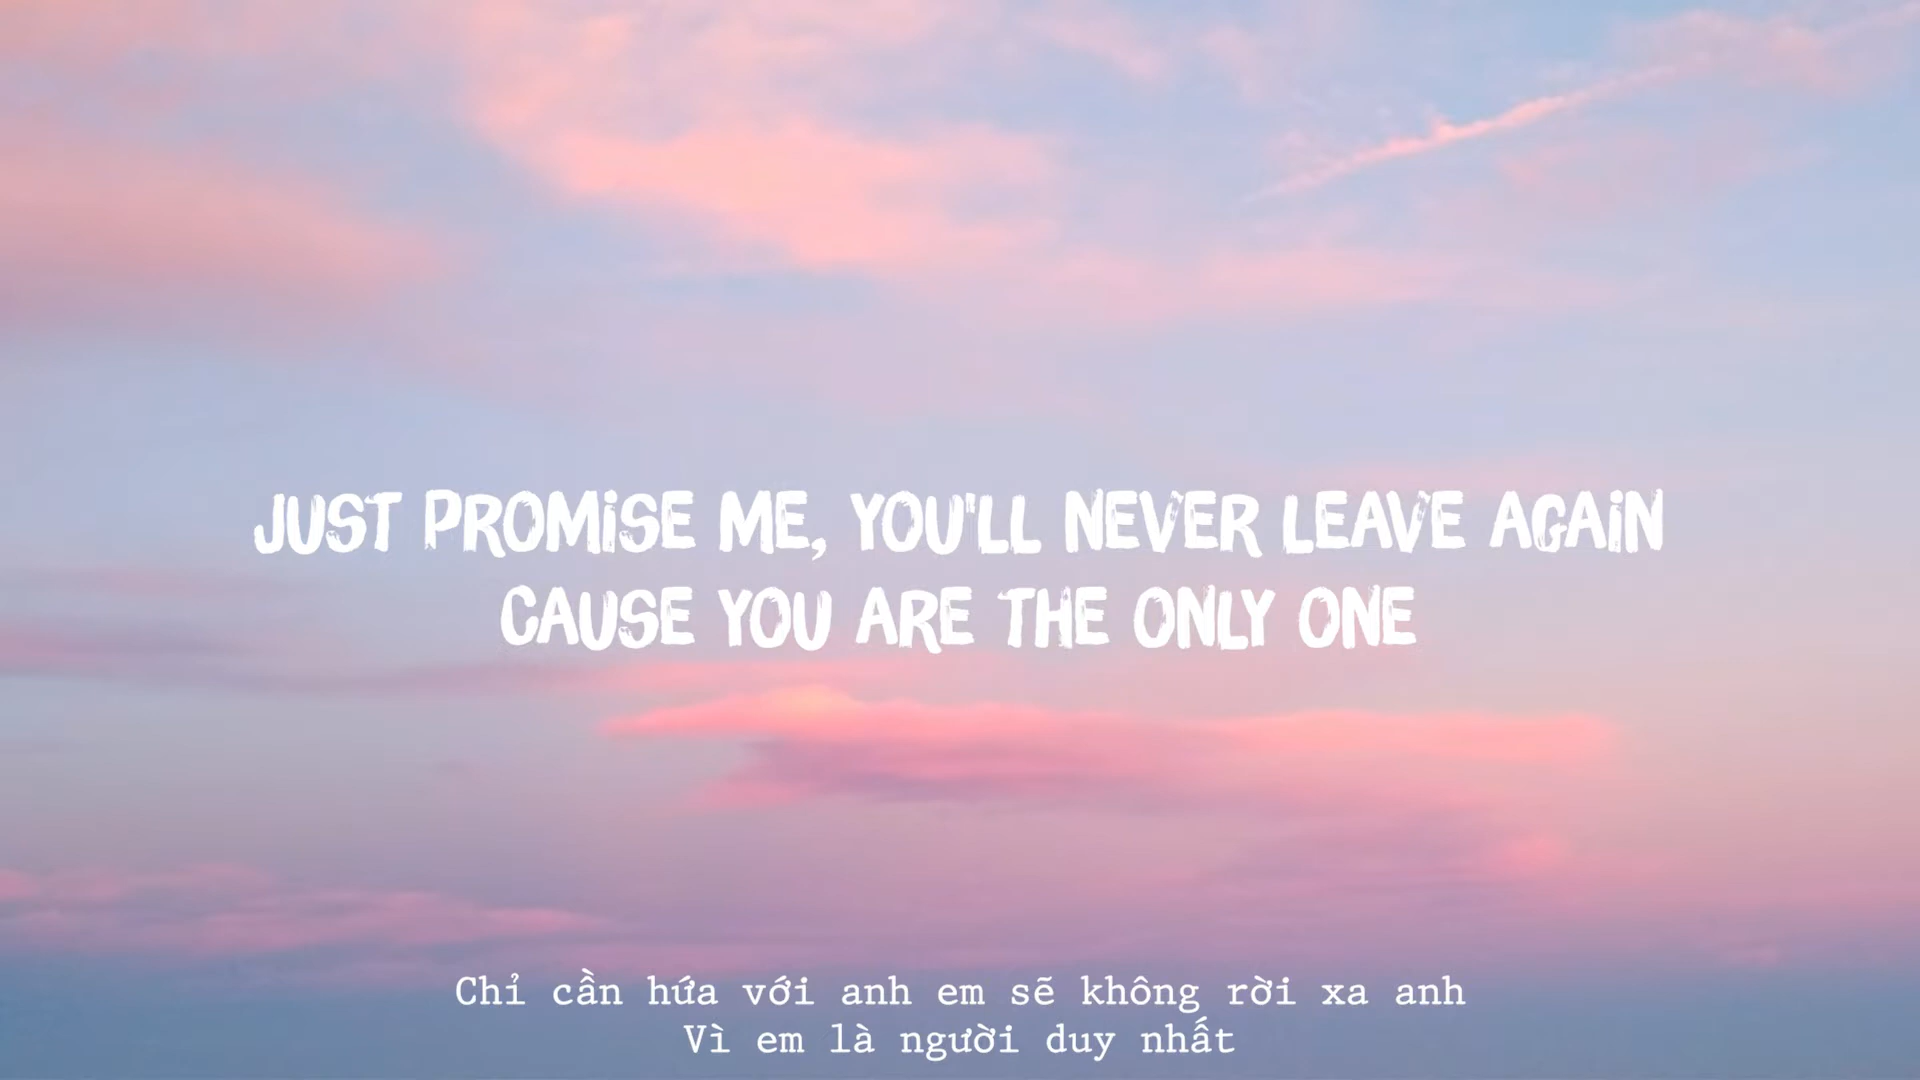 JUST PROMiSE ME, YOU'LL NEVER LEAVE AGAiN
CAUSE YOU ARE THE ONLY ONE
Chỉ cần hứa với anh em sẽ không rời xa anh
Vì em là người duy nhất